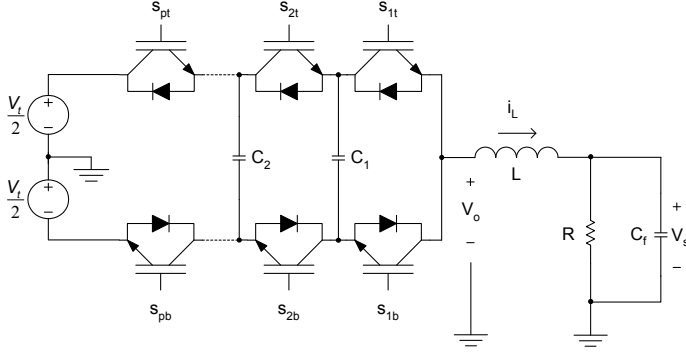 s_pt s_2t s_1t
V_t/2 + −
V_t/2 + −
C_2 C_1
i_L
L
+ V_o −
R C_f + V_s −
s_pb s_2b s_1b